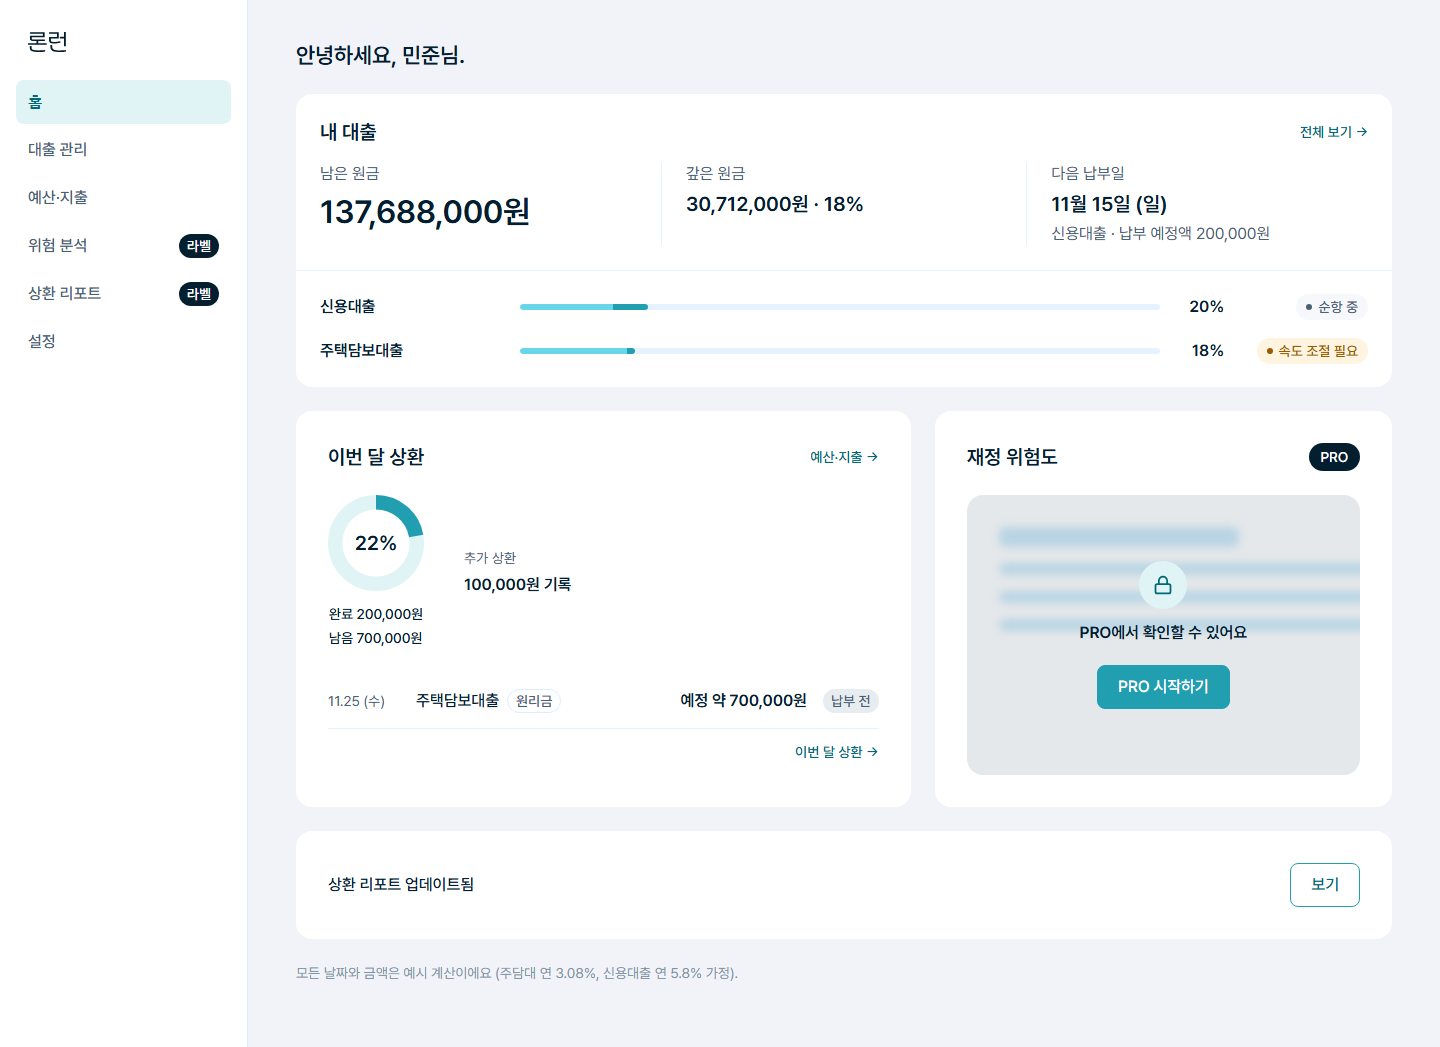 론런
홈
대출 관리
예산·지출
위험 분석 라벨
상환 리포트 라벨
설정
안녕하세요, 민준님.
내 대출 전체 보기 →
남은 원금
137,688,000원
갚은 원금
30,712,000원 · 18%
다음 납부일
11월 15일 (일)
신용대출 · 납부 예정액 200,000원
신용대출 20% 순항 중
주택담보대출 18% 속도 조절 필요
이번 달 상환 예산·지출 →
22%
완료 200,000원
남음 700,000원
추가 상환
100,000원 기록
11.25 (수) 주택담보대출 원리금 예정 약 700,000원 납부 전
이번 달 상환 →
재정 위험도 PRO
PRO에서 확인할 수 있어요
PRO 시작하기
상환 리포트 업데이트됨 보기
모든 날짜와 금액은 예시 계산이에요 (주담대 연 3.08%, 신용대출 연 5.8% 가정).